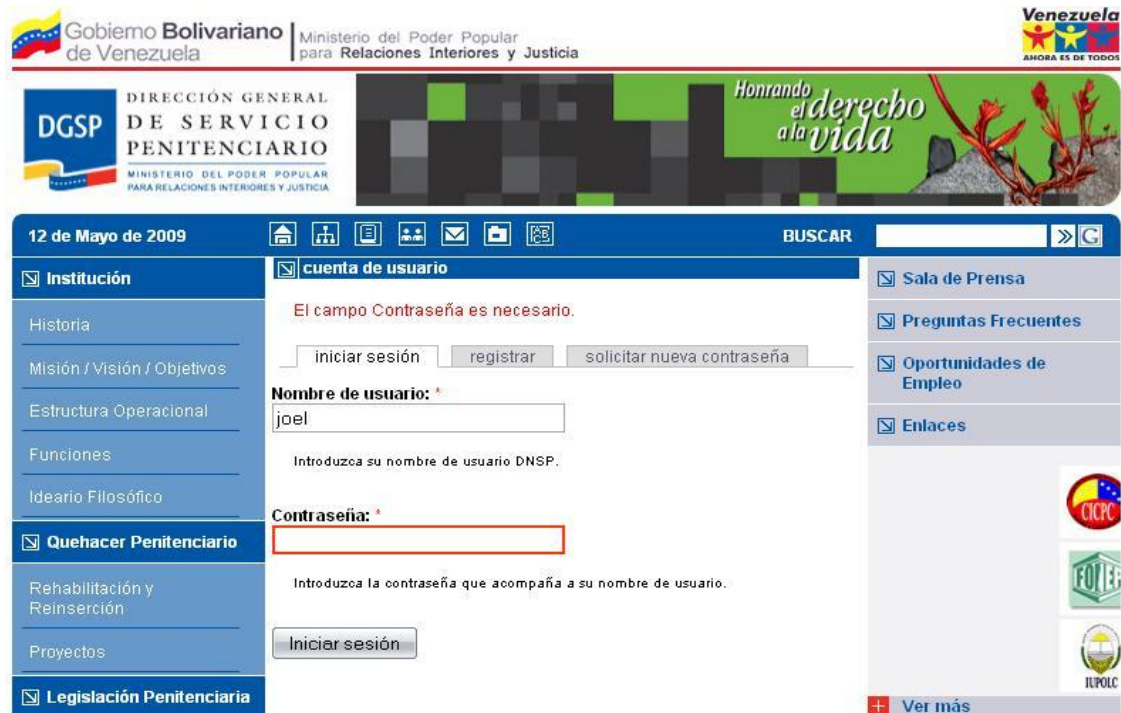 Gobierno Bolivariano
de Venezuela
Ministerio del Poder Popular
para Relaciones Interiores y Justicia
Venezuela
AHORA ES DE TODOS
DGSP
DIRECCIÓN GENERAL
DE SERVICIO
PENITENCIARIO
MINISTERIO DEL PODER POPULAR
PARA RELACIONES INTERIORES Y JUSTICIA
Honrando
el derecho
a la vida
12 de Mayo de 2009
BUSCAR
G
Institución
Historia
Misión / Visión / Objetivos
Estructura Operacional
Funciones
Ideario Filosófico
Quehacer Penitenciario
Rehabilitación y
Reinserción
Proyectos
Legislación Penitenciaria
cuenta de usuario
El campo Contraseña es necesario.
iniciar sesión registrar solicitar nueva contraseña
Nombre de usuario: *
joel
Introduzca su nombre de usuario DNSP.
Contraseña: *
Introduzca la contraseña que acompaña a su nombre de usuario.
Iniciar sesión
Sala de Prensa
Preguntas Frecuentes
Oportunidades de
Empleo
Enlaces
CICPC
IUPOLC
Ver más